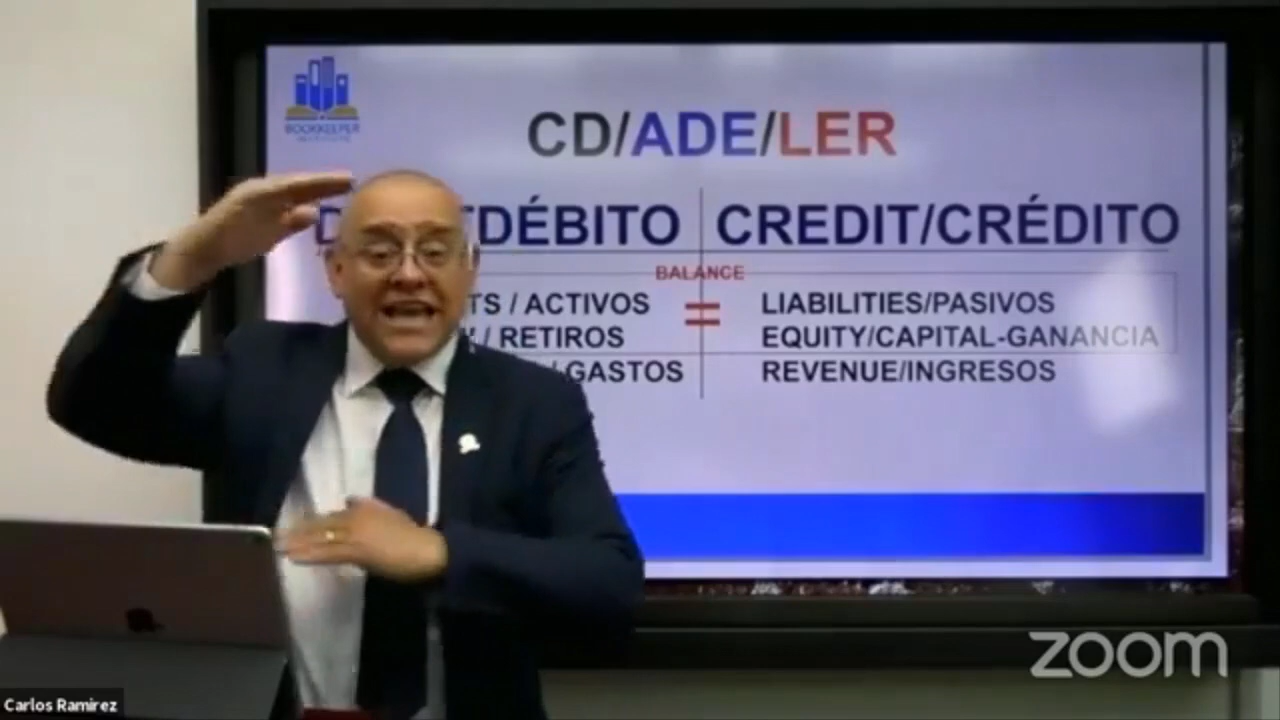 BOOKKEEPER
CD/ADE/LER
DÉBITO CREDIT/CRÉDITO
BALANCE
/ ACTIVOS = LIABILITIES/PASIVOS
/ RETIROS EQUITY/CAPITAL-GANANCIA
/ GASTOS REVENUE/INGRESOS
zoom
Carlos Ramirez